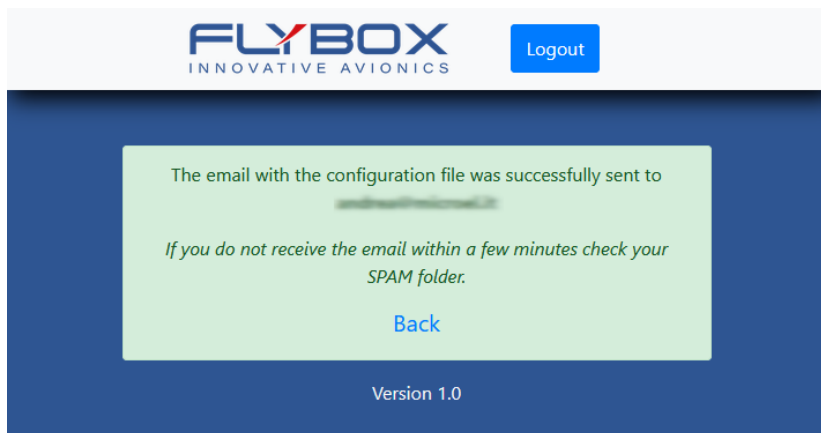 FLYBOX
INNOVATIVE AVIONICS
Logout
The email with the configuration file was successfully sent to
If you do not receive the email within a few minutes check your
SPAM folder.
Back
Version 1.0